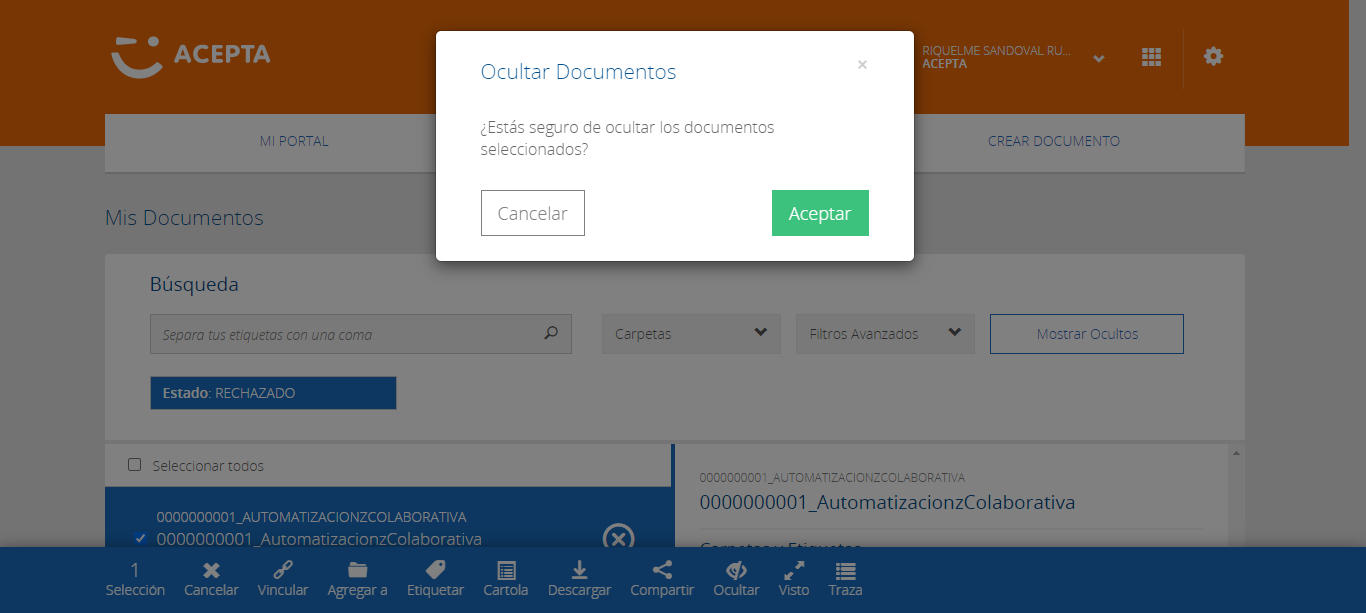 ACEPTA
RIQUELME SANDOVAL RU...
ACEPTA
Ocultar Documentos
×
¿Estás seguro de ocultar los documentos
seleccionados?
Cancelar
Aceptar
MI PORTAL
CREAR DOCUMENTO
Mis Documentos
Búsqueda
Separa tus etiquetas con una coma
Carpetas
Filtros Avanzados
Mostrar Ocultos
Estado: RECHAZADO
Seleccionar todos
0000000001_AUTOMATIZACIONZCOLABORATIVA
0000000001_AutomatizacionzColaborativa
0000000001_AUTOMATIZACIONZCOLABORATIVA
0000000001_AutomatizacionzColaborativa
Carpetas y Etiquetas
1
Selección
Cancelar
Vincular
Agregar a
Etiquetar
Cartola
Descargar
Compartir
Ocultar
Visto
Traza